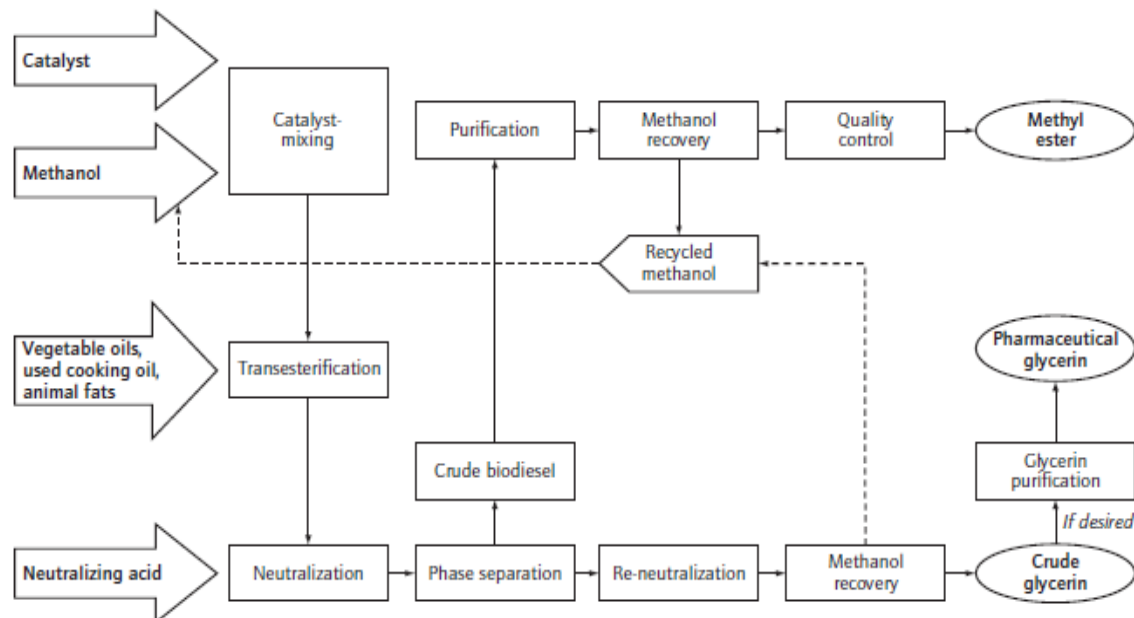 Catalyst
Methanol
Catalyst-
mixing
Purification
Methanol
recovery
Quality
control
Methyl
ester
Recycled
methanol
Vegetable oils,
used cooking oil,
animal fats
Transesterification
Pharmaceutical
glycerin
Crude biodiesel
Glycerin
purification
If desired
Neutralizing acid
Neutralization
Phase separation
Re-neutralization
Methanol
recovery
Crude
glycerin